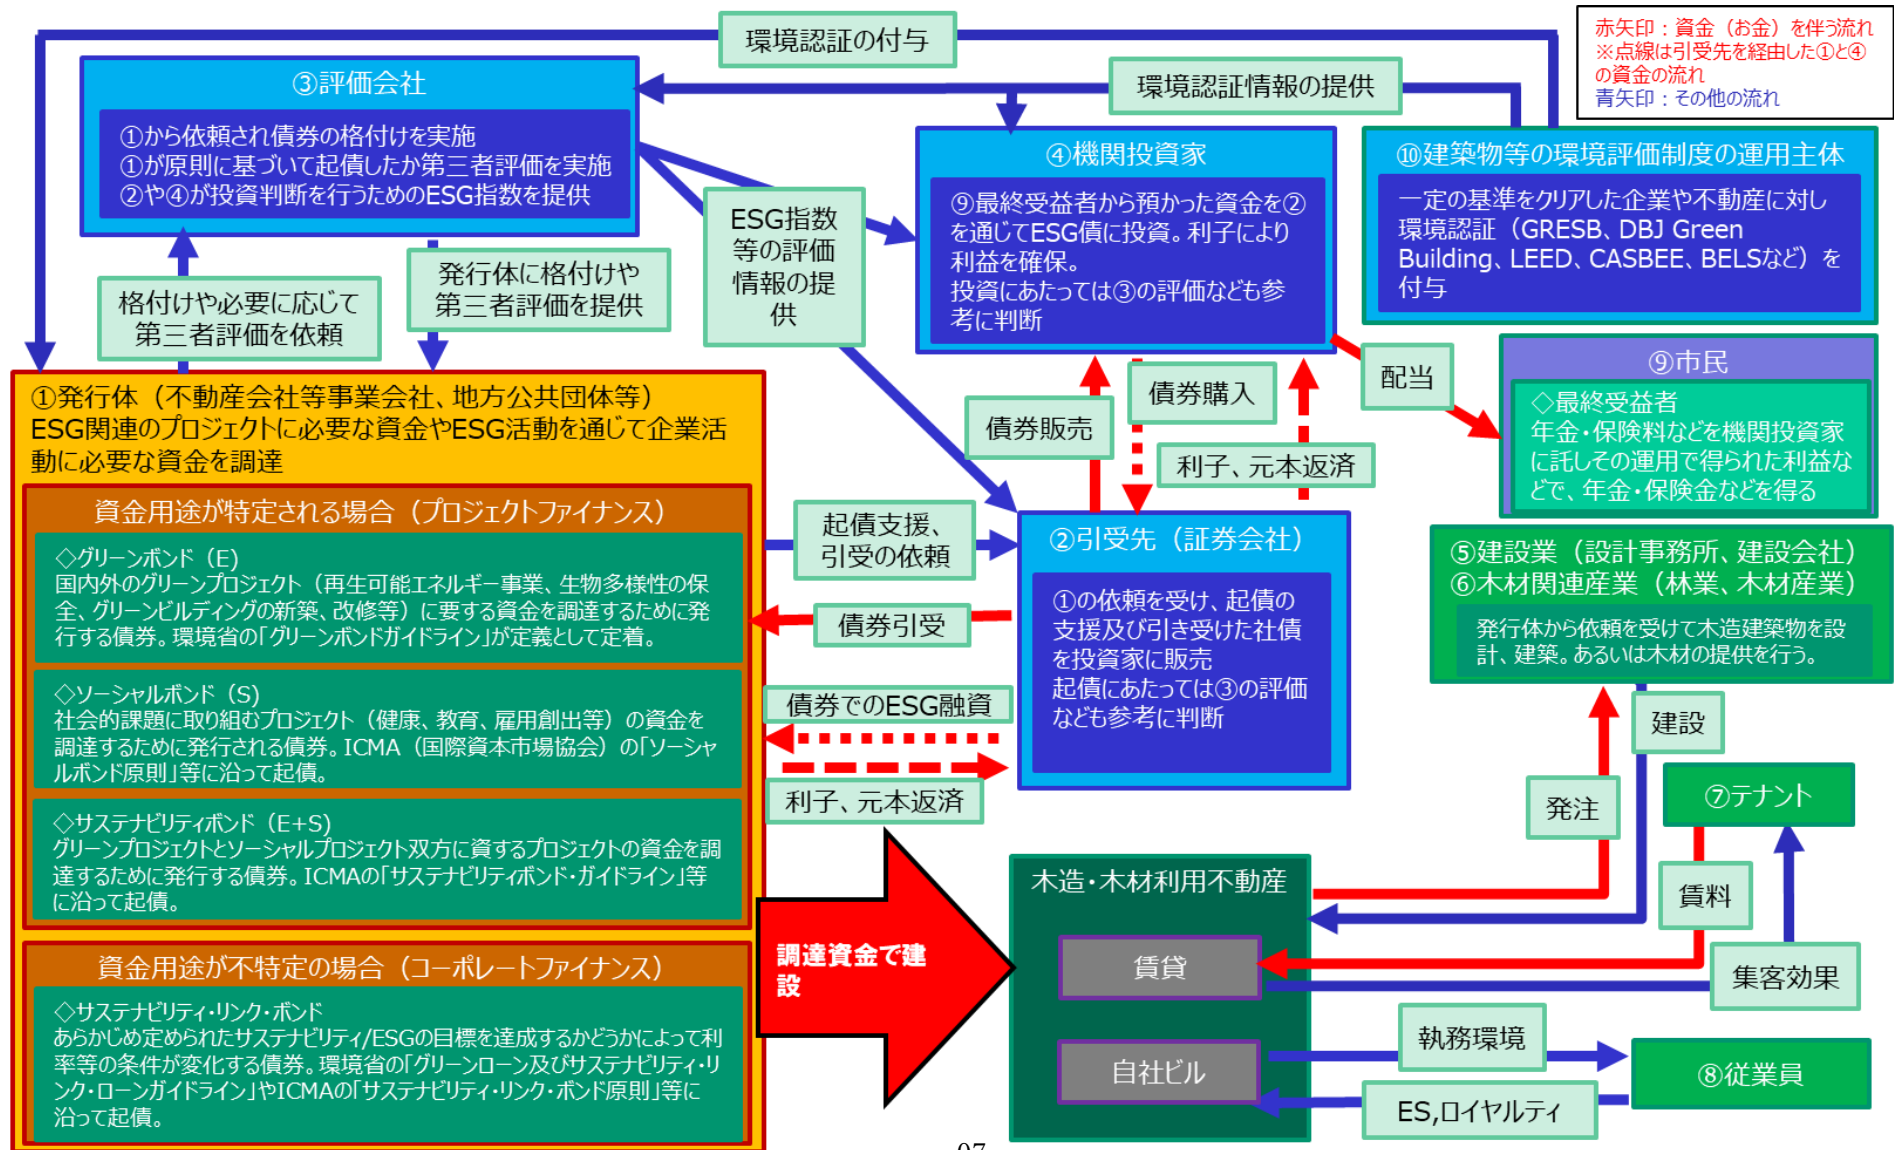 環境認証の付与
赤矢印：資金（お金）を伴う流れ
※点線は引受先を経由した①と④
の資金の流れ
青矢印：その他の流れ
③評価会社
①から依頼され債券の格付けを実施
①が原則に基づいて起債したか第三者評価を実施
②や④が投資判断を行うためのESG指数を提供
環境認証情報の提供
④機関投資家
⑨最終受益者から預かった資金を②
を通じてESG債に投資。利子により
利益を確保。
投資にあたっては③の評価なども参
考に判断
⑩建築物等の環境評価制度の運用主体
一定の基準をクリアした企業や不動産に対し
環境認証（GRESB、DBJ Green
Building、LEED、CASBEE、BELSなど）を
付与
ESG指数
等の評価
情報の提
供
格付けや必要に応じて
第三者評価を依頼
発行体に格付けや
第三者評価を提供
債券販売
債券購入
利子、元本返済
配当
⑨市民
◇最終受益者
年金・保険料などを機関投資家
に託しその運用で得られた利益な
どで、年金・保険金などを得る
①発行体（不動産会社等事業会社、地方公共団体等）
ESG関連のプロジェクトに必要な資金やESG活動を通じて企業活
動に必要な資金を調達
資金用途が特定される場合（プロジェクトファイナンス）
◇グリーンボンド（E）
国内外のグリーンプロジェクト（再生可能エネルギー事業、生物多様性の保
全、グリーンビルディングの新築、改修等）に要する資金を調達するために発
行する債券。環境省の「グリーンボンドガイドライン」が定義として定着。
◇ソーシャルボンド（S）
社会的課題に取り組むプロジェクト（健康、教育、雇用創出等）の資金を
調達するために発行される債券。ICMA（国際資本市場協会）の「ソーシャ
ルボンド原則」等に沿って起債。
◇サステナビリティボンド（E+S）
グリーンプロジェクトとソーシャルプロジェクト双方に資するプロジェクトの資金を調
達するために発行する債券。ICMAの「サステナビリティボンド・ガイドライン」等
に沿って起債。
資金用途が不特定の場合（コーポレートファイナンス）
◇サステナビリティ・リンク・ボンド
あらかじめ定められたサステナビリティ/ESGの目標を達成するかどうかによって利
率等の条件が変化する債券。環境省の「グリーンローン及びサステナビリティ・リ
ンク・ローンガイドライン」やICMAの「サステナビリティ・リンク・ボンド原則」等に
沿って起債。
起債支援、
引受の依頼
債券引受
債券でのESG融資
利子、元本返済
②引受先（証券会社）
①の依頼を受け、起債の
支援及び引き受けた社債
を投資家に販売
起債にあたっては③の評価
なども参考に判断
⑤建設業（設計事務所、建設会社）
⑥木材関連産業（林業、木材産業）
発行体から依頼を受けて木造建築物を設
計、建築。あるいは木材の提供を行う。
調達資金で建
設
木造・木材利用不動産
賃貸
自社ビル
発注
建設
⑦テナント
賃料
集客効果
執務環境
ES,ロイヤルティ
⑧従業員